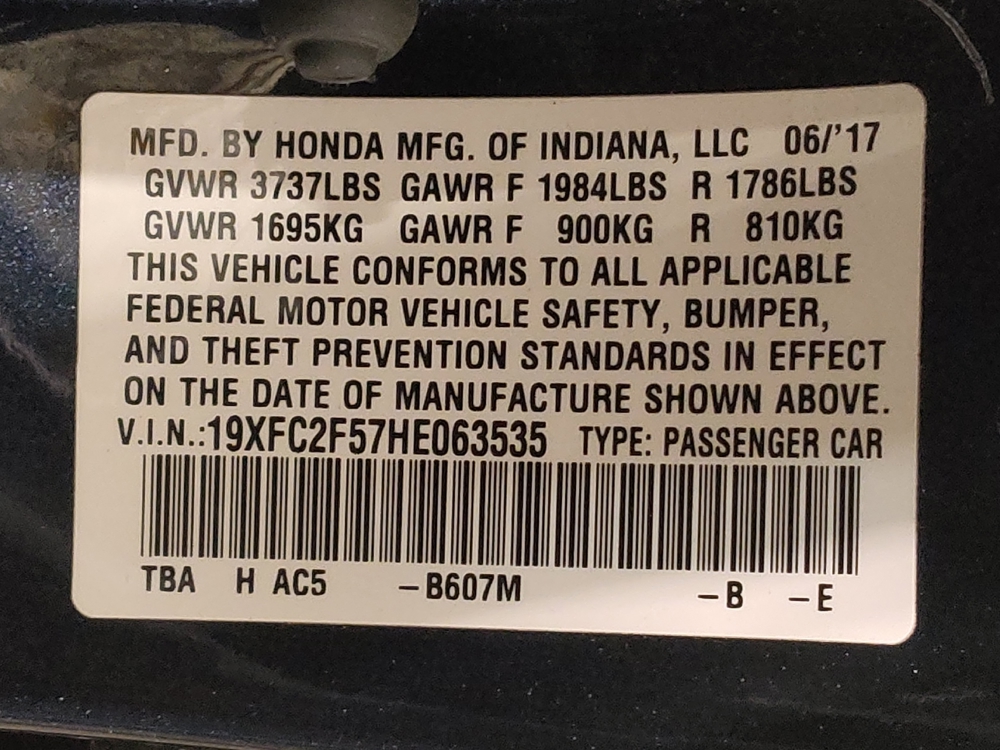 MFD. BY HONDA MFG. OF INDIANA, LLC 06/'17
GVWR 3737LBS GAWR F 1984LBS R 1786LBS
GVWR 1695KG GAWR F 900KG R 810KG
THIS VEHICLE CONFORMS TO ALL APPLICABLE
FEDERAL MOTOR VEHICLE SAFETY, BUMPER,
AND THEFT PREVENTION STANDARDS IN EFFECT
ON THE DATE OF MANUFACTURE SHOWN ABOVE.
V.I.N.:19XFC2F57HE063535 TYPE: PASSENGER CAR
TBA H AC5 –B607M –B –E